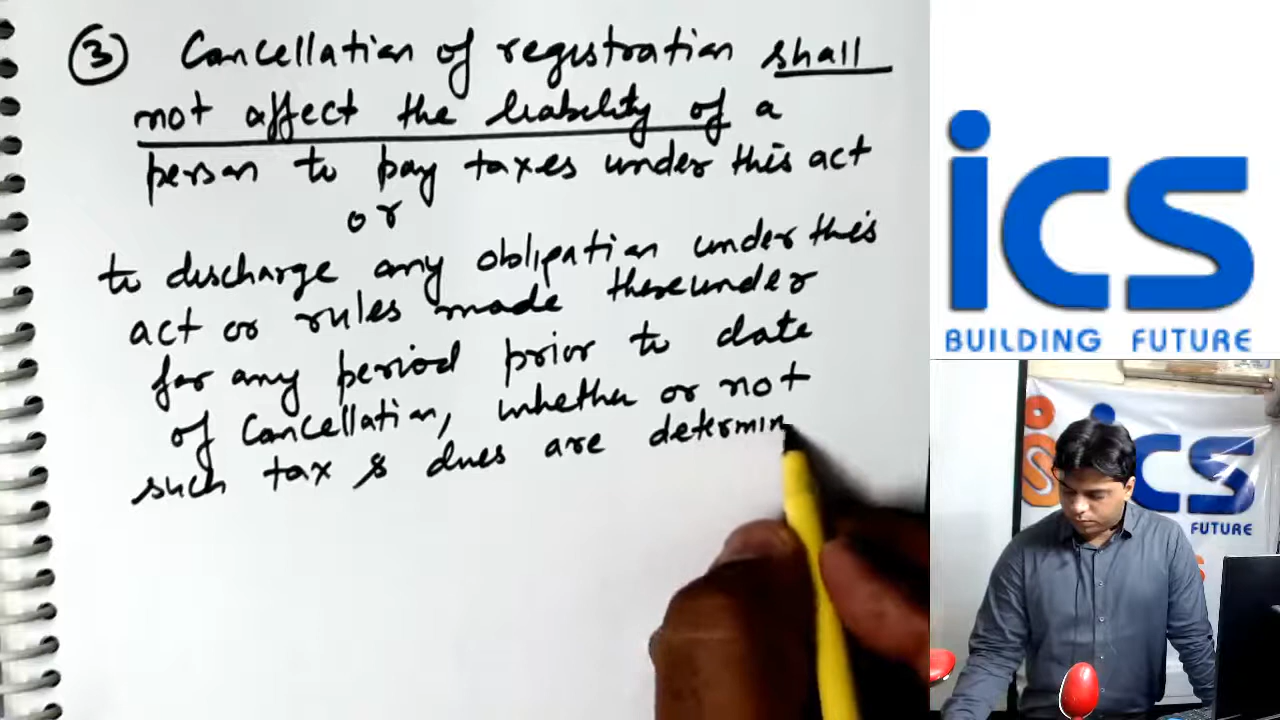 3 Cancellation of registration shall
not affect the liability of a
person to pay taxes under this act
or
to discharge any obligation under this
act or rules made thereunder
for any period prior to date
of Cancellation, whether or not
such tax & dues are determin
ics
BUILDING FUTURE
ics
FUTURE